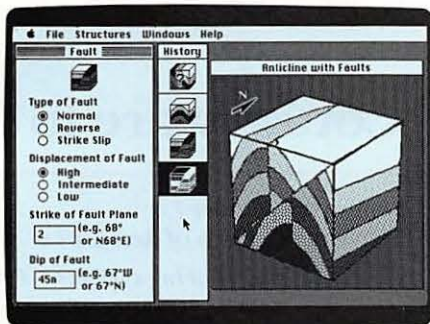 File Structures Windows Help
Fault
Type of Fault
Normal
Reverse
Strike Slip
Displacement of Fault
High
Intermediate
Low
Strike of Fault Plane
2 (e.g. 68°
or N68°E)
Dip of Fault
45n (e.g. 67°W
or 67°N)
History
Anticline with Faults
N